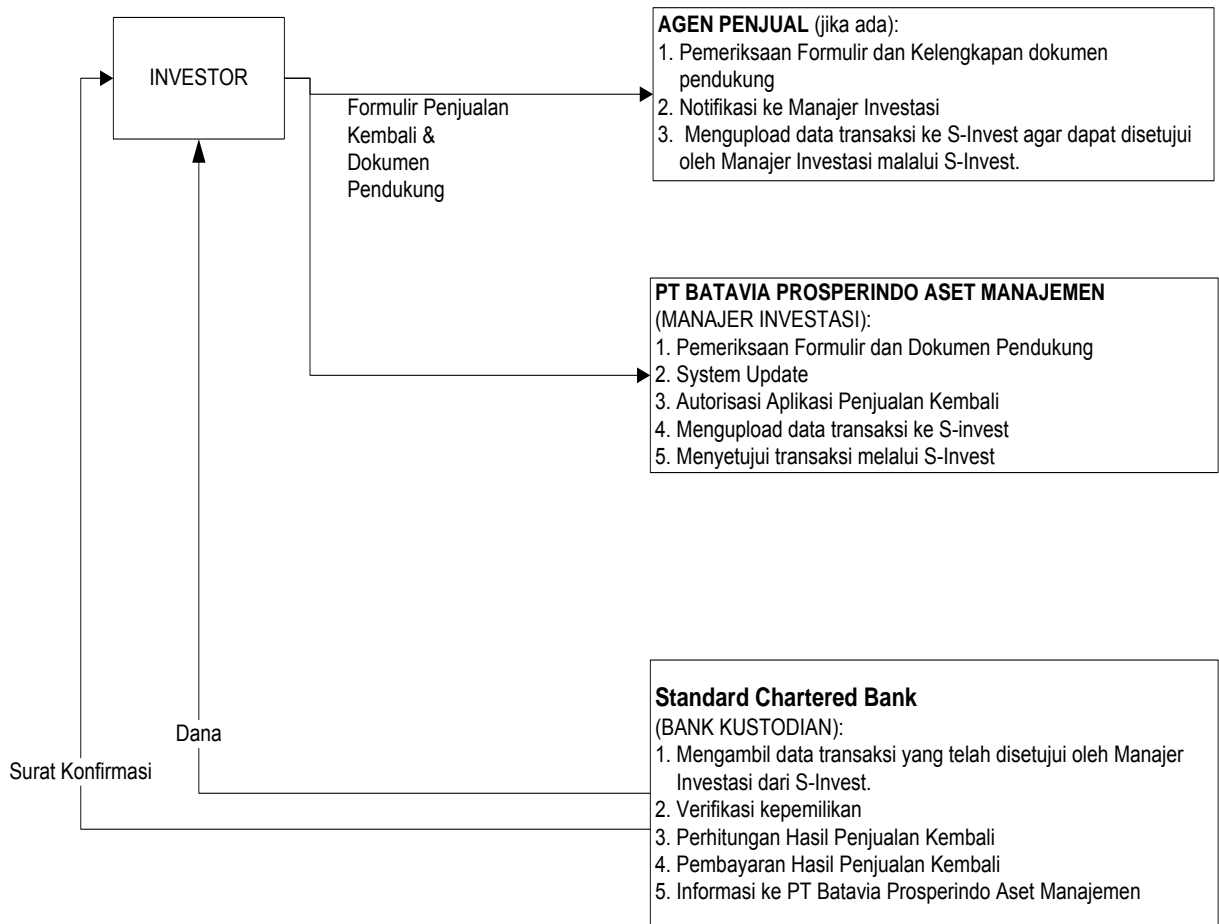 INVESTOR
Formulir Penjualan
Kembali &
Dokumen
Pendukung
AGEN PENJUAL (jika ada):
1. Pemeriksaan Formulir dan Kelengkapan dokumen
pendukung
2. Notifikasi ke Manajer Investasi
3. Mengupload data transaksi ke S-Invest agar dapat disetujui
oleh Manajer Investasi malalui S-Invest.
PT BATAVIA PROSPERINDO ASET MANAJEMEN
(MANAJER INVESTASI):
1. Pemeriksaan Formulir dan Dokumen Pendukung
2. System Update
3. Autorisasi Aplikasi Penjualan Kembali
4. Mengupload data transaksi ke S-invest
5. Menyetujui transaksi melalui S-Invest
Dana
Surat Konfirmasi
Standard Chartered Bank
(BANK KUSTODIAN):
1. Mengambil data transaksi yang telah disetujui oleh Manajer
Investasi dari S-Invest.
2. Verifikasi kepemilikan
3. Perhitungan Hasil Penjualan Kembali
4. Pembayaran Hasil Penjualan Kembali
5. Informasi ke PT Batavia Prosperindo Aset Manajemen